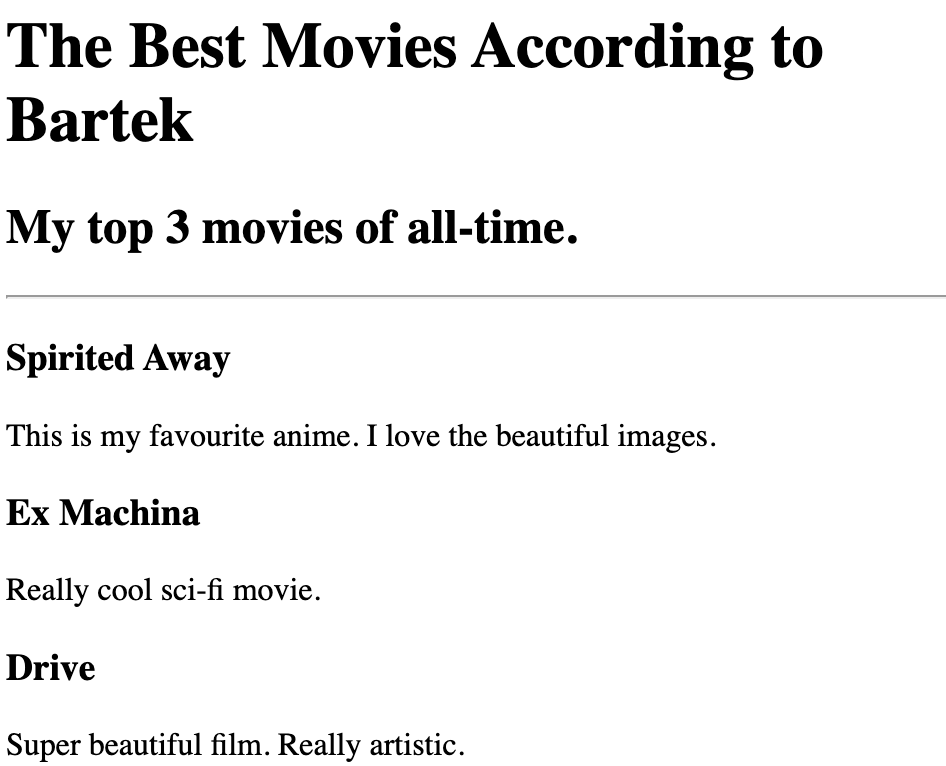 The Best Movies According to
Bartek
My top 3 movies of all-time.
Spirited Away
This is my favourite anime. I love the beautiful images.
Ex Machina
Really cool sci-fi movie.
Drive
Super beautiful film. Really artistic.